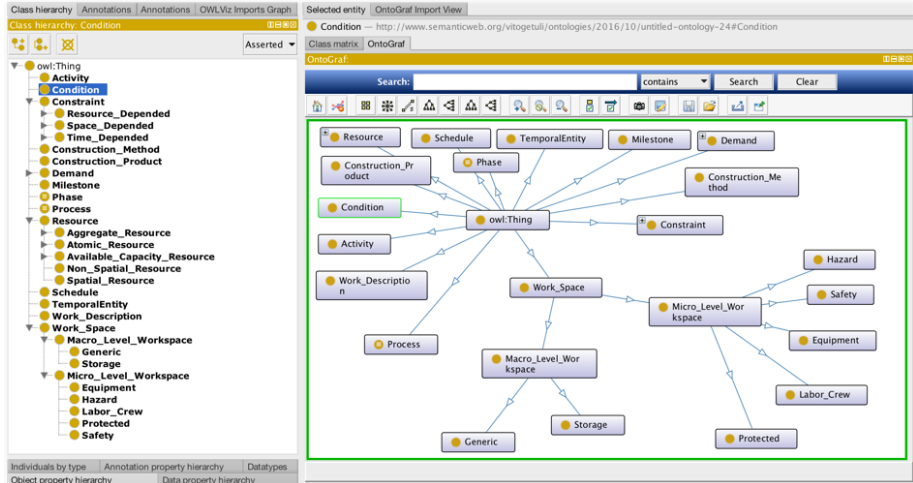 Class hierarchy Annotations Annotations OWLViz Imports Graph
Class hierarchy: Condition
Asserted
owl:Thing
Activity
Condition
Constraint
Resource_Depended
Space_Depended
Time_Depended
Construction_Method
Construction_Product
Demand
Milestone
Phase
Process
Resource
Aggregate_Resource
Atomic_Resource
Available_Capacity_Resource
Non_Spatial_Resource
Spatial_Resource
Schedule
TemporalEntity
Work_Description
Work_Space
Macro_Level_Workspace
Generic
Storage
Micro_Level_Workspace
Equipment
Hazard
Labor_Crew
Protected
Safety
Individuals by type Annotation property hierarchy Datatypes
Object property hierarchy Data property hierarchy
Selected entity OntoGraf Import View
Condition — http://www.semanticweb.org/vitogetuli/ontologies/2016/10/untitled-ontology-24#Condition
Class matrix OntoGraf
OntoGraf:
Search: contains Search Clear
Resource Schedule TemporalEntity Milestone Demand
Phase
Construction_Pr
oduct
Construction_Me
thod
Condition
owl:Thing
Constraint
Activity
Work_Descriptio
n
Work_Space
Hazard
Safety
Micro_Level_Wor
kspace
Process
Equipment
Macro_Level_Wor
kspace
Labor_Crew
Storage
Generic
Protected